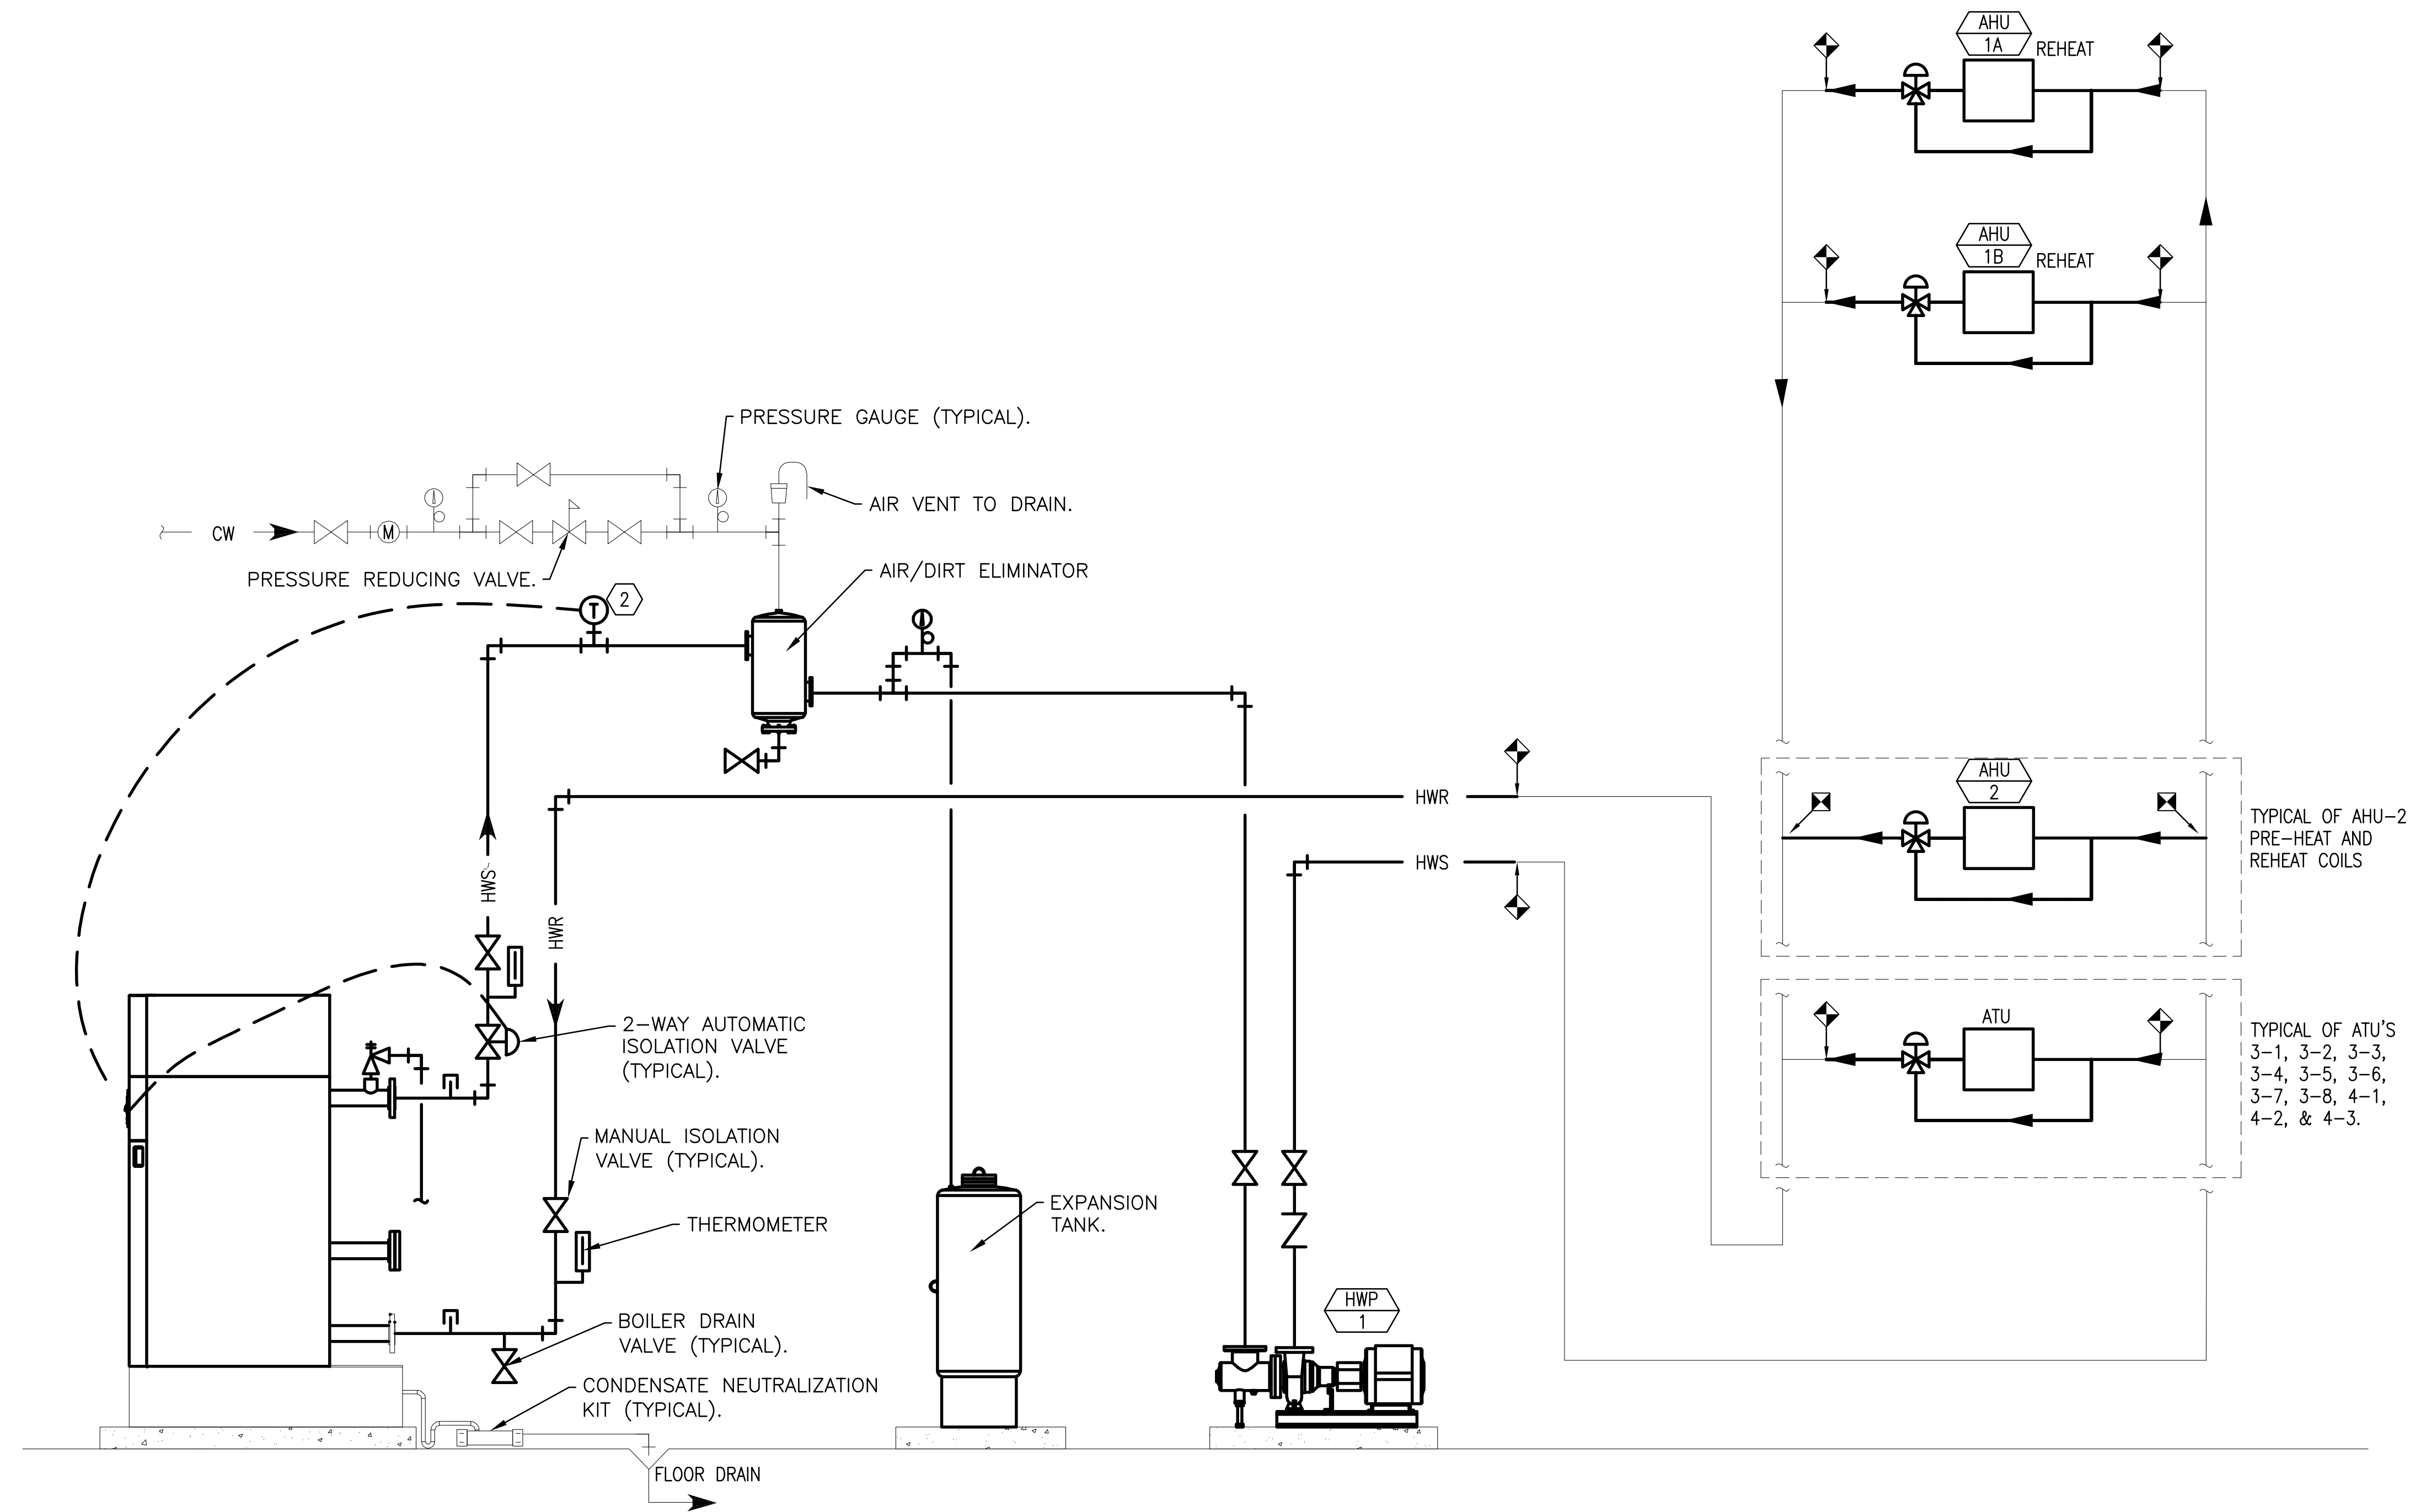 AHU
1A
REHEAT
AHU
1B
REHEAT
PRESSURE GAUGE (TYPICAL).
AIR VENT TO DRAIN.
CW
M
PRESSURE REDUCING VALVE.
AIR/DIRT ELIMINATOR
T
2
HWR
HWS
HWS
HWR
AHU
2
TYPICAL OF AHU-2
PRE-HEAT AND
REHEAT COILS
2-WAY AUTOMATIC
ISOLATION VALVE
(TYPICAL).
ATU
TYPICAL OF ATU'S
3-1, 3-2, 3-3,
3-4, 3-5, 3-6,
3-7, 3-8, 4-1,
4-2, & 4-3.
MANUAL ISOLATION
VALVE (TYPICAL).
THERMOMETER
EXPANSION
TANK.
HWP
1
BOILER DRAIN
VALVE (TYPICAL).
CONDENSATE NEUTRALIZATION
KIT (TYPICAL).
FLOOR DRAIN